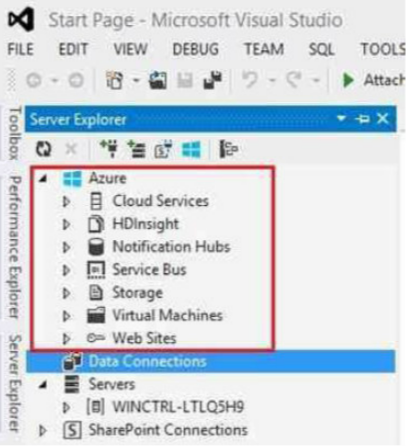 Start Page - Microsoft Visual Studio
FILE EDIT VIEW DEBUG TEAM SQL TOOLS
Attach
Toolbox
Performance Explorer
Server Explorer
Server Explorer
Azure
Cloud Services
HDInsight
Notification Hubs
Service Bus
Storage
Virtual Machines
Web Sites
Data Connections
Servers
WINCTRL-LTLQ5H9
SharePoint Connections